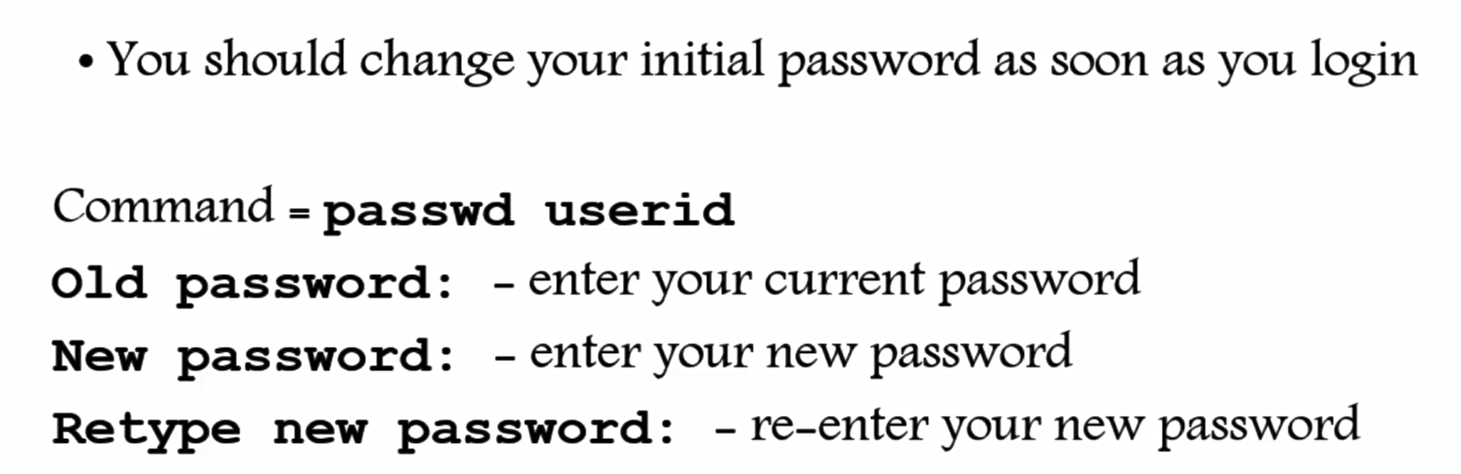 • You should change your initial password as soon as you login
Command = passwd userid
Old password: – enter your current password
New password: – enter your new password
Retype new password: – re-enter your new password